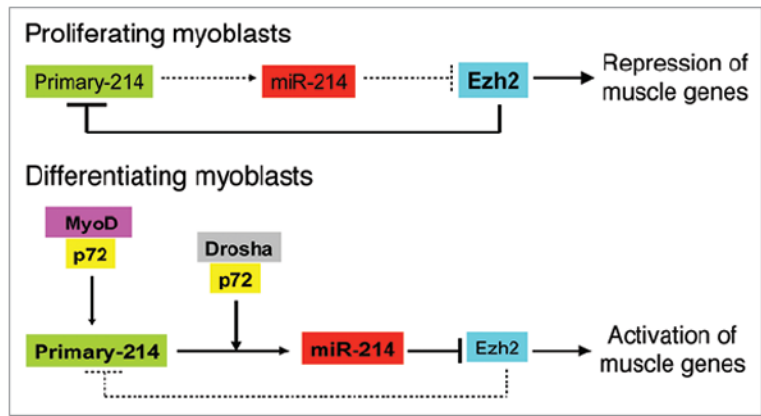 Proliferating myoblasts
Primary-214
miR-214
Ezh2
Repression of
muscle genes
Differentiating myoblasts
MyoD
p72
Drosha
p72
Primary-214
miR-214
Ezh2
Activation of
muscle genes